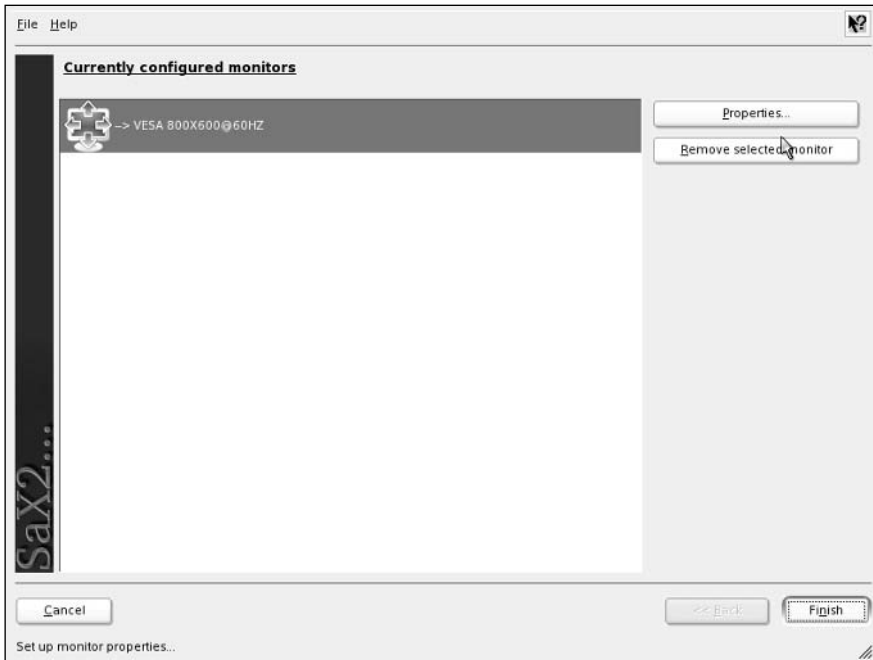 File Help
Currently configured monitors
--> VESA 800X600@60HZ
Properties...
Remove selected monitor
SaX2...
Cancel
<< Back
Finish
Set up monitor properties...